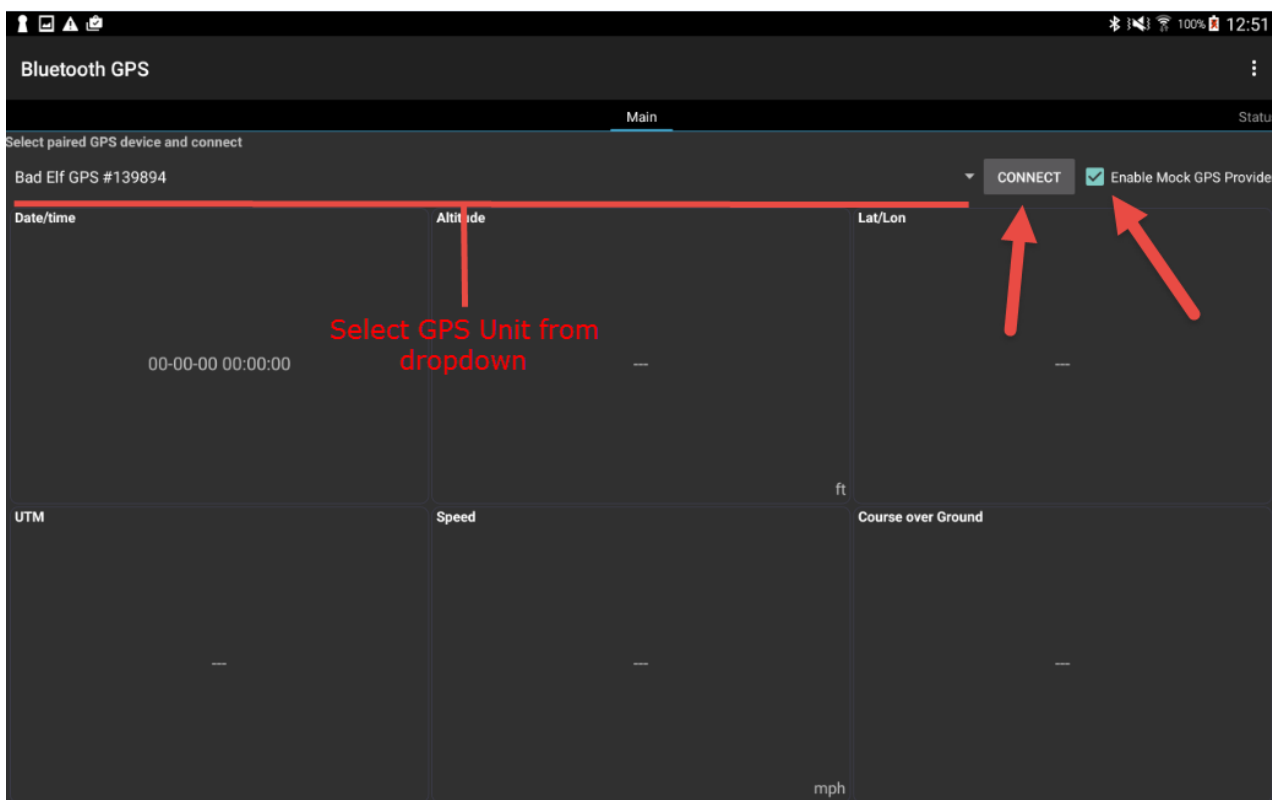 100% 12:51
Bluetooth GPS
Main Statu
Select paired GPS device and connect
Bad Elf GPS #139894 CONNECT Enable Mock GPS Provide
Date/time Altitude Lat/Lon
Select GPS Unit from
dropdown
00-00-00 00:00:00 --- ---
ft
UTM Speed Course over Ground
--- --- ---
mph